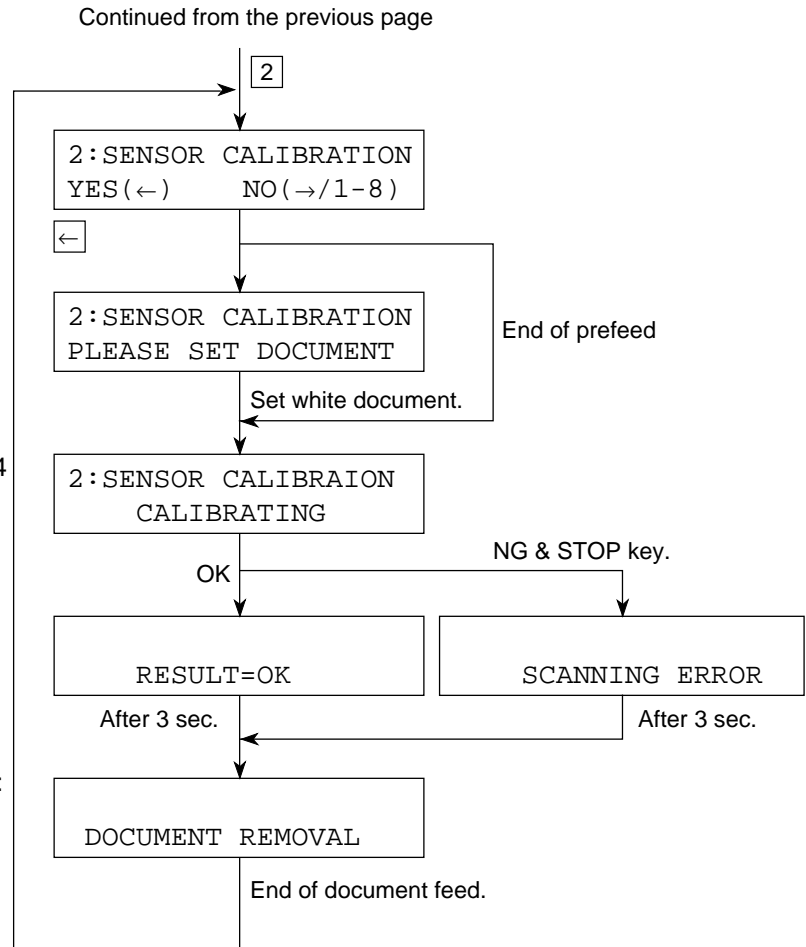 Continued from the previous page
2
2:SENSOR CALIBRATION
YES(←) NO(→/1-8)
←
2:SENSOR CALIBRATION
PLEASE SET DOCUMENT
End of prefeed
Set white document.
4
2:SENSOR CALIBRAION
CALIBRATING
NG & STOP key.
OK
RESULT=OK
SCANNING ERROR
After 3 sec.
After 3 sec.
DOCUMENT REMOVAL
End of document feed.